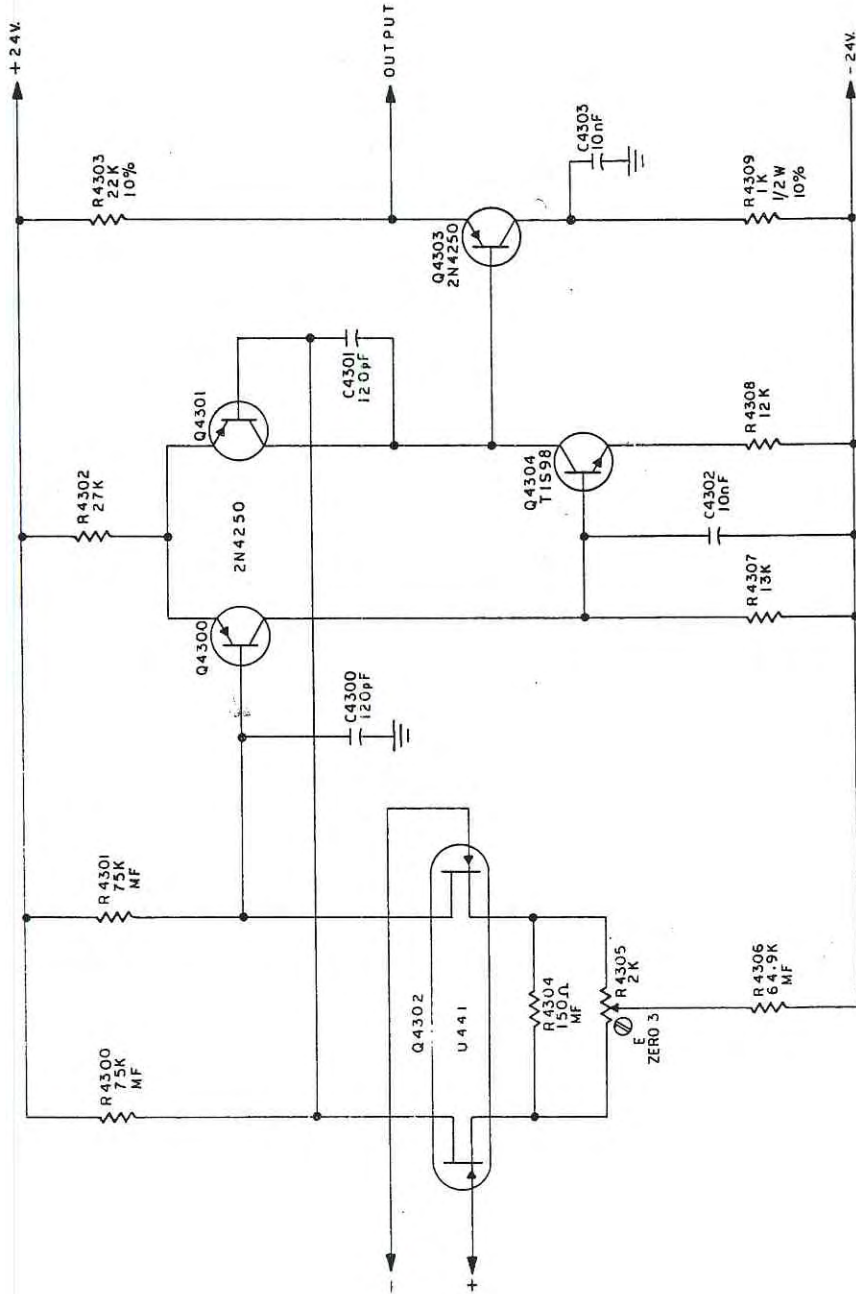 +24V.
R4300
75K
MF
R4301
75K
MF
R4302
27K
R4303
22K
10%
Q4300
2N4250
Q4301
C4300
120pF
C4301
120pF
OUTPUT
-
+
Q4302
U441
Q4303
2N4250
C4303
10nF
Q4304
TIS98
R4304
150Ω
MF
R4305
2K
E
ZERO 3
R4306
64.9K
MF
R4307
13K
C4302
10nF
R4308
12K
R4309
1K
1/2W
10%
-24V.